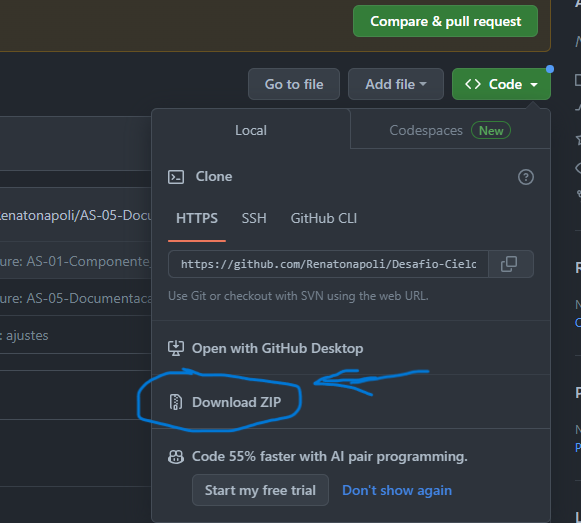 Compare & pull request
Go to file
Add file
<> Code
Local
Codespaces New
Clone
HTTPS SSH GitHub CLI
https://github.com/Renatonapoli/Desafio-Cielo
Use Git or checkout with SVN using the web URL.
Open with GitHub Desktop
Download ZIP
Code 55% faster with AI pair programming.
Start my free trial Don't show again
enatonapoli/AS-05-Docu
ure: AS-01-Componente
ure: AS-05-Documentaca
: ajustes